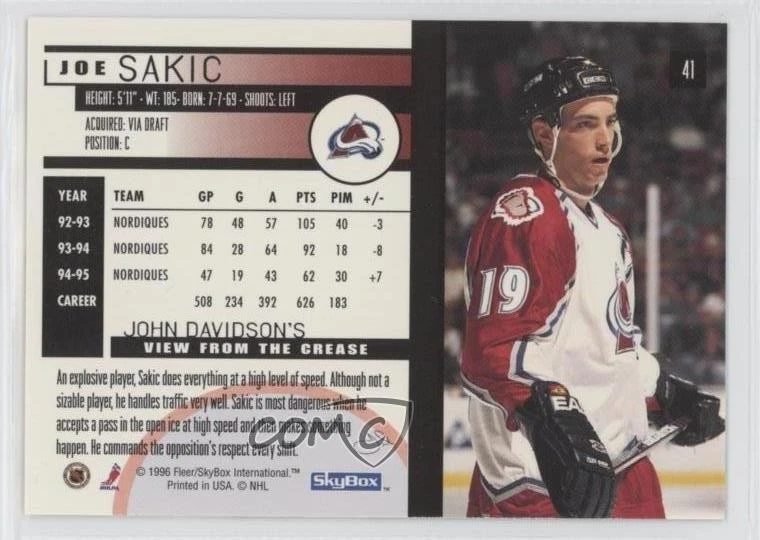 JOE SAKIC
HEIGHT: 5'11" - WT: 185- BORN: 7-7-69 - SHOOTS: LEFT
ACQUIRED: VIA DRAFT
POSITION: C
41
YEAR TEAM GP G A PTS PIM +/-
92-93 NORDIQUES 78 48 57 105 40 -3
93-94 NORDIQUES 84 28 64 92 18 -8
94-95 NORDIQUES 47 19 43 62 30 +7
CAREER 508 234 392 626 183
JOHN DAVIDSON'S
VIEW FROM THE CREASE
An explosive player, Sakic does everything at a high level of speed. Although not a
sizable player, he handles traffic very well. Sakic is most dangerous when he
accepts a pass in the open ice at high speed and then makes something
happen. He commands the opposition's respect every shift.
COMC
© 1996 Fleer/SkyBox International.™
Printed in USA. © NHL
NHLPA
SkyBox™
19